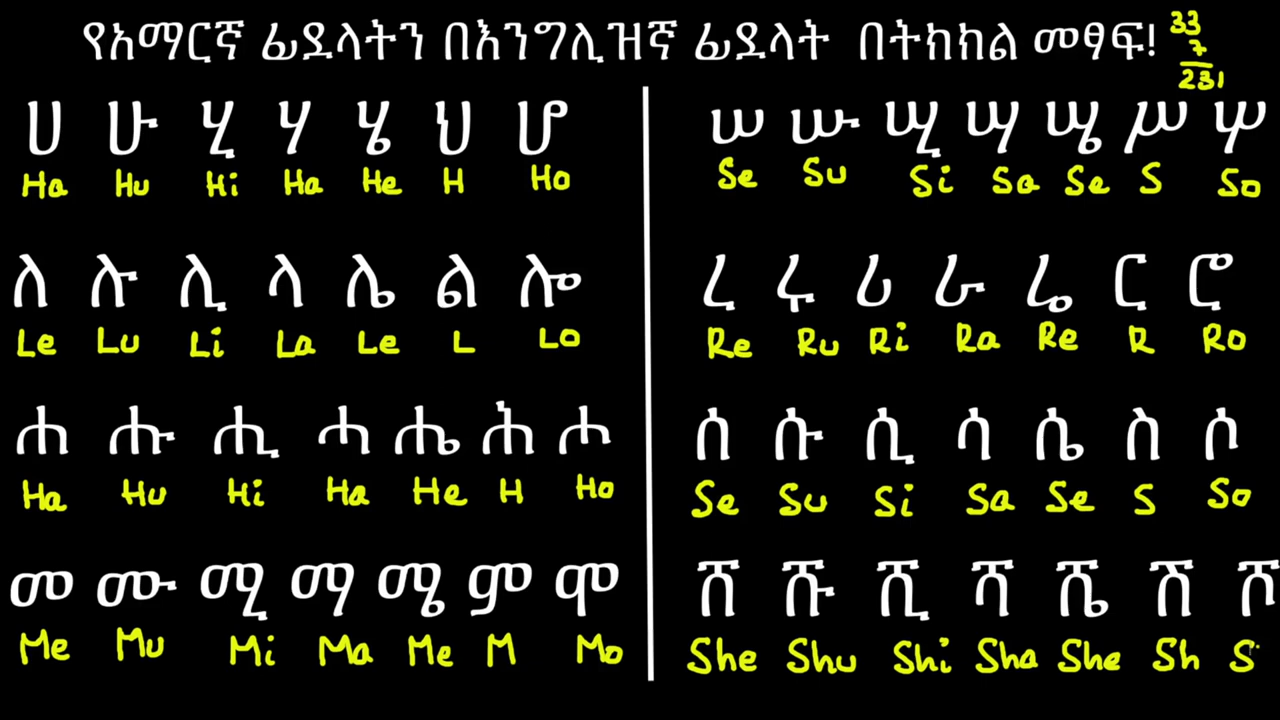 የአማርኛ ፊደላትን በእንግሊዝኛ ፊደላት በትክክል መፃፍ!
33
7
231
ሀ ሁ ሂ ሃ ሄ ህ ሆ
Ha Hu Hi Ha He H Ho
ለ ሉ ሊ ላ ሌ ል ሎ
Le Lu Li La Le L Lo
ሐ ሑ ሒ ሓ ሔ ሕ ሖ
Ha Hu Hi Ha He H Ho
መ ሙ ሚ ማ ሜ ም ሞ
Me Mu Mi Ma Me M Mo
ሠ ሡ ሢ ሣ ሤ ሥ ሦ
Se Su Si Sa Se S So
ረ ሩ ሪ ራ ሬ ር ሮ
Re Ru Ri Ra Re R Ro
ሰ ሱ ሲ ሳ ሴ ስ ሶ
Se Su Si Sa Se S So
ሸ ሹ ሺ ሻ ሼ ሽ ሾ
She Shu Shi Sha She Sh S